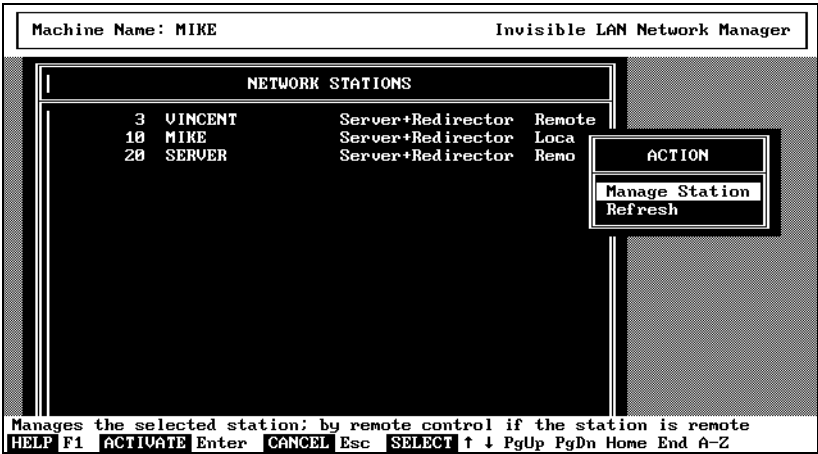 Machine Name: MIKE Invisible LAN Network Manager
NETWORK STATIONS
3 VINCENT Server+Redirector Remote
10 MIKE Server+Redirector Loca
20 SERVER Server+Redirector Remo
ACTION
Manage Station
Refresh
Manages the selected station; by remote control if the station is remote
HELP F1 ACTIVATE Enter CANCEL Esc SELECT ↑ ↓ PgUp PgDn Home End A-Z